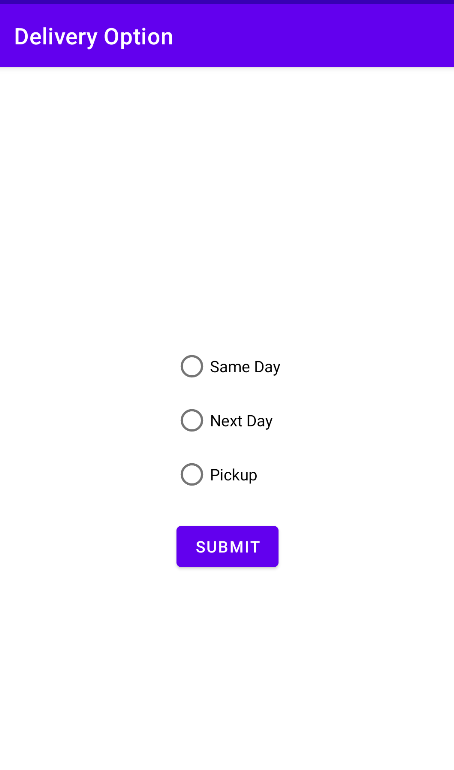 Delivery Option
Same Day
Next Day
Pickup
SUBMIT